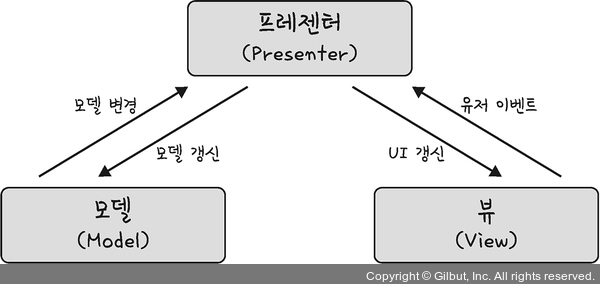 프레젠터
(Presenter)
모델 변경
유저 이벤트
모델 갱신
UI 갱신
모델
(Model)
뷰
(View)
Copyright © Gilbut, Inc. All rights reserved.